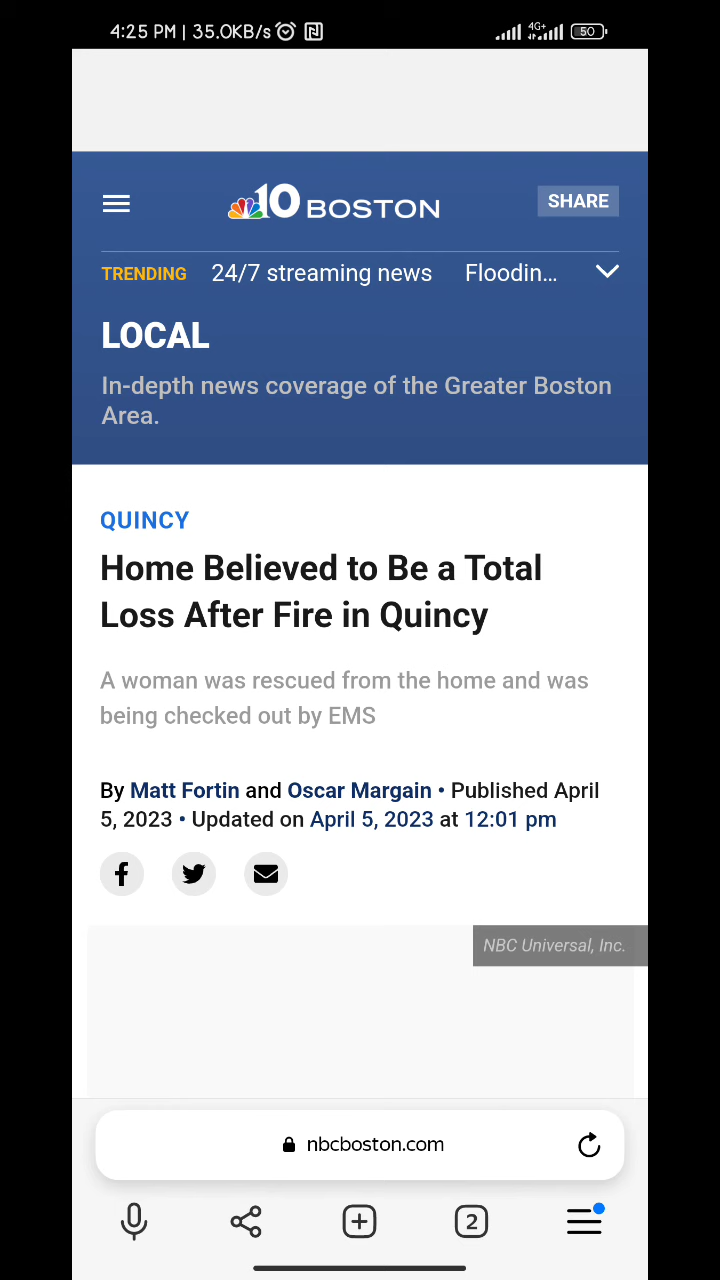 4:25 PM | 35.0KB/s 4G+ 50
10 BOSTON SHARE
TRENDING 24/7 streaming news Floodin...
LOCAL
In-depth news coverage of the Greater Boston
Area.
QUINCY
Home Believed to Be a Total
Loss After Fire in Quincy
A woman was rescued from the home and was
being checked out by EMS
By Matt Fortin and Oscar Margain • Published April
5, 2023 • Updated on April 5, 2023 at 12:01 pm
NBC Universal, Inc.
nbcboston.com
2